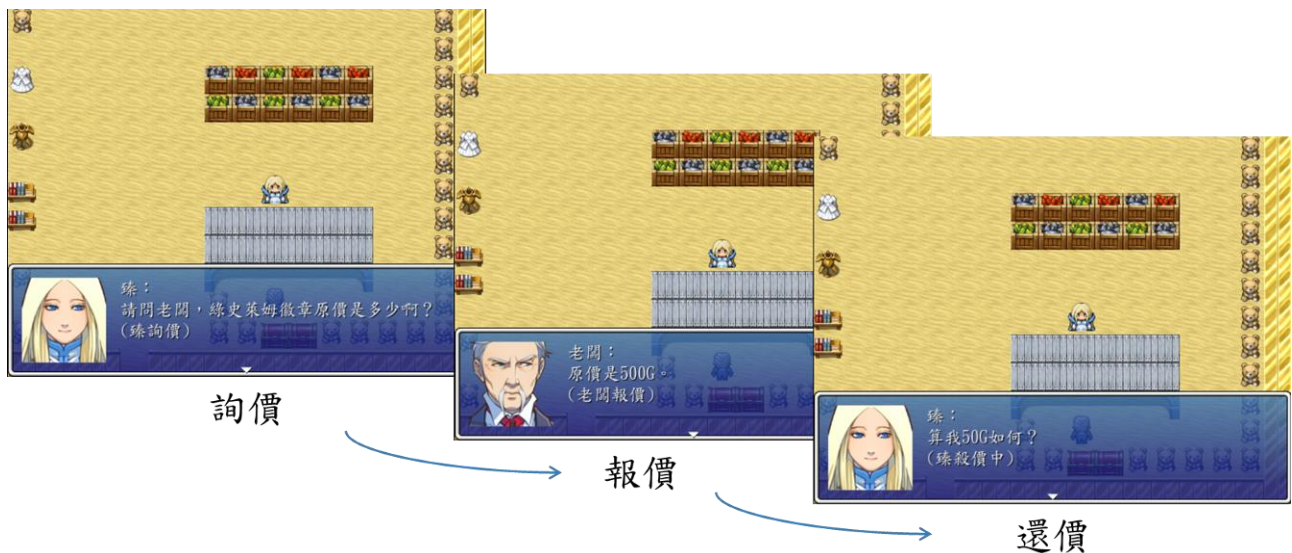 臻：
請問老闆，綠史萊姆徽章原價是多少啊？
(臻詢價)
詢價
老闆：
原價是500G。
(老闆報價)
報價
臻：
算我50G如何？
(臻殺價中)
還價